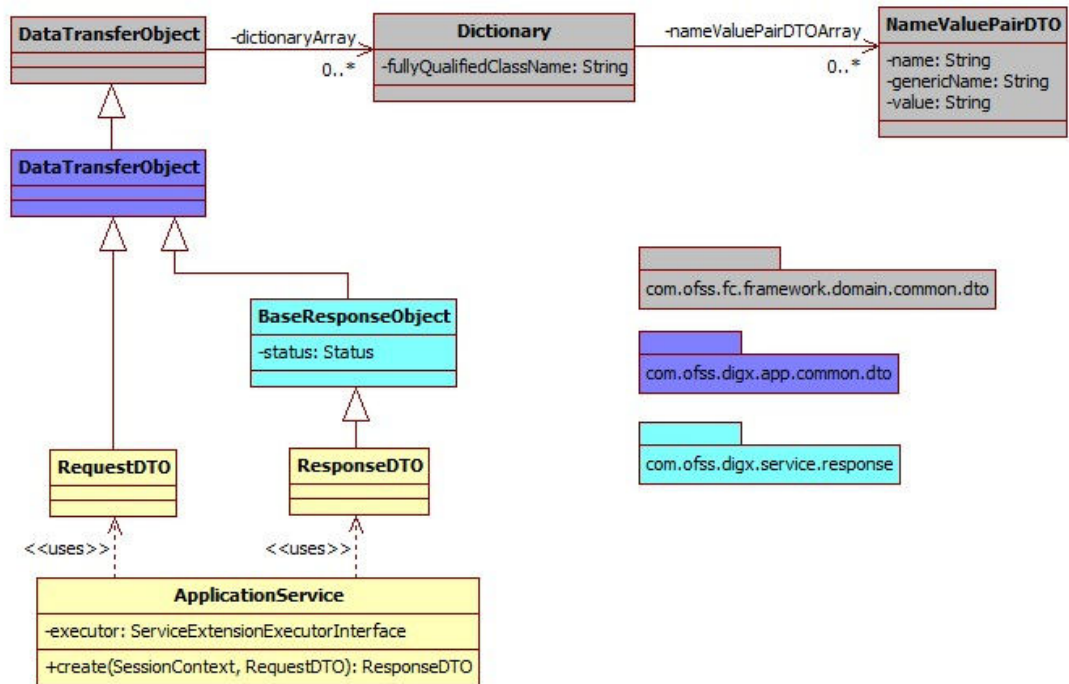 DataTransferObject
-dictionaryArray
0..*
Dictionary
-fullyQualifiedClassName: String
-nameValuePairDTOArray
0..*
NameValuePairDTO
-name: String
-genericName: String
-value: String
DataTransferObject
BaseResponseObject
-status: Status
com.ofss.fc.framework.domain.common.dto
com.ofss.digx.app.common.dto
com.ofss.digx.service.response
RequestDTO
ResponseDTO
<<uses>>
<<uses>>
ApplicationService
-executor: ServiceExtensionExecutorInterface
+create(SessionContext, RequestDTO): ResponseDTO